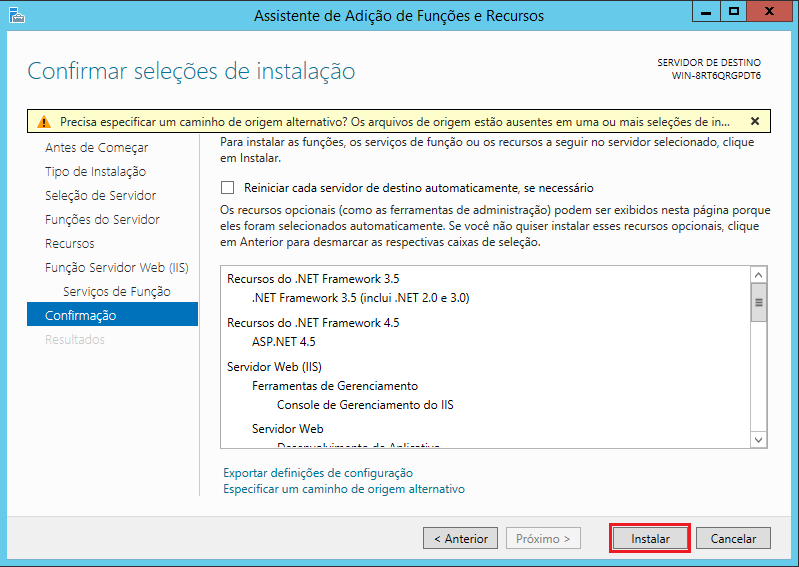 Assistente de Adição de Funções e Recursos
Confirmar seleções de instalação
SERVIDOR DE DESTINO
WIN-8RT6QRGPDT6
Precisa especificar um caminho de origem alternativo? Os arquivos de origem estão ausentes em uma ou mais seleções de in...
Antes de Começar
Tipo de Instalação
Seleção de Servidor
Funções do Servidor
Recursos
Função Servidor Web (IIS)
Serviços de Função
Confirmação
Resultados
Para instalar as funções, os serviços de função ou os recursos a seguir no servidor selecionado, clique
em Instalar.
Reiniciar cada servidor de destino automaticamente, se necessário
Os recursos opcionais (como as ferramentas de administração) podem ser exibidos nesta página porque
eles foram selecionados automaticamente. Se você não quiser instalar esses recursos opcionais, clique
em Anterior para desmarcar as respectivas caixas de seleção.
Recursos do .NET Framework 3.5
.NET Framework 3.5 (inclui .NET 2.0 e 3.0)
Recursos do .NET Framework 4.5
ASP.NET 4.5
Servidor Web (IIS)
Ferramentas de Gerenciamento
Console de Gerenciamento do IIS
Servidor Web
Desenvolvimento de Aplicativo
Exportar definições de configuração
Especificar um caminho de origem alternativo
< Anterior
Próximo >
Instalar
Cancelar